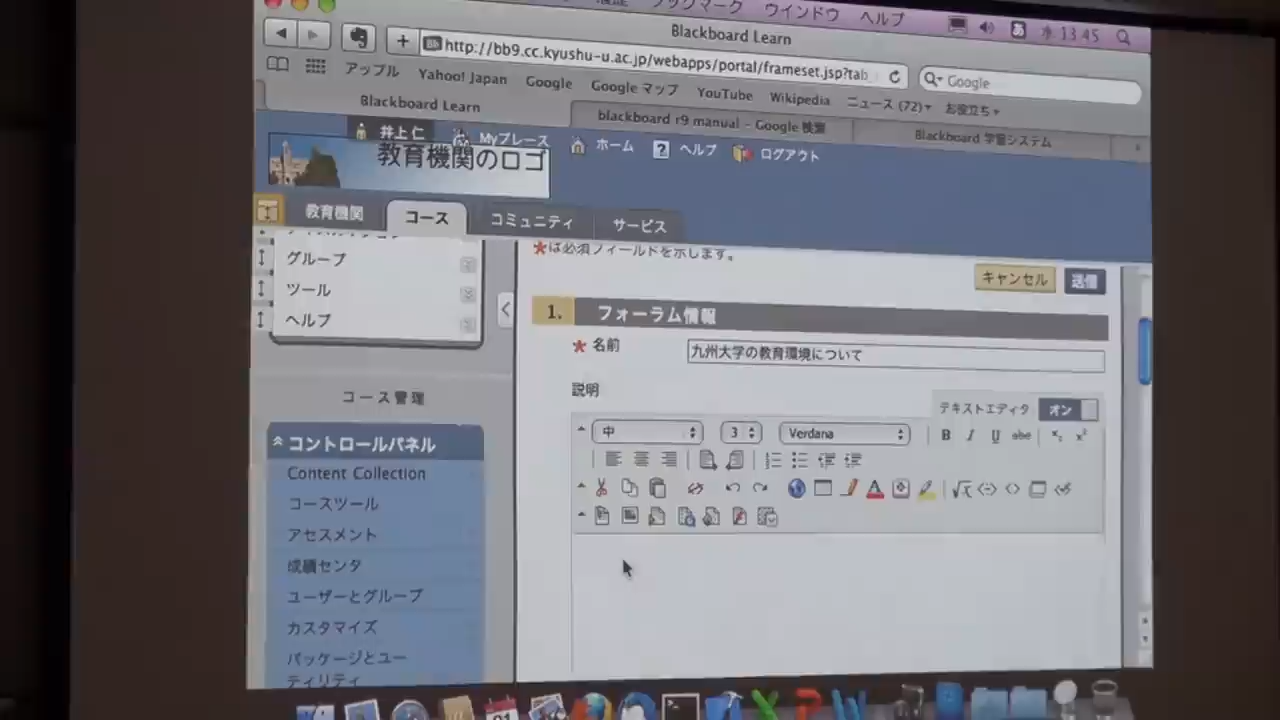 ブックマーク ウインドウ ヘルプ 水 13:45
Blackboard Learn
http://bb9.cc.kyushu-u.ac.jp/webapps/portal/frameset.jsp?tab_
Google
アップル Yahoo! Japan Google Google マップ YouTube Wikipedia ニュース (72)▾ お役立ち▾
Blackboard Learn
blackboard r9 manual - Google 検索
Blackboard 学習システム
井上 仁 Myプレース ホーム ヘルプ ログアウト
教育機関のロゴ
教育機関 コース コミュニティ サービス
グループ
ツール
ヘルプ
コース管理
コントロールパネル
Content Collection
コースツール
アセスメント
成績センタ
ユーザーとグループ
カスタマイズ
パッケージとユー
ティリティ
*は必須フィールドを示します。
キャンセル 送信
1. フォーラム情報
* 名前 九州大学の教育環境について
説明
テキストエディタ オン
中 3 Verdana B I U abc